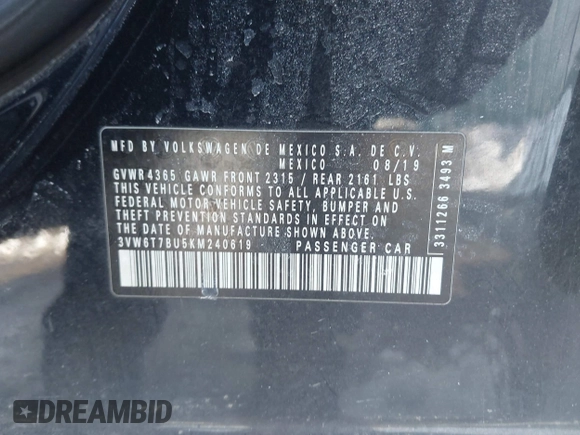 MFD BY VOLKSWAGEN DE MEXICO S.A. DE C.V.
MEXICO 08/19
GVWR 4365 GAWR FRONT 2315 / REAR 2161 LBS
THIS VEHICLE CONFORMS TO ALL APPLICABLE U.S.
FEDERAL MOTOR VEHICLE SAFETY, BUMPER AND
THEFT PREVENTION STANDARDS IN EFFECT ON
THE DATE OF MANUFACTURE SHOWN ABOVE.
3VW6T7BU5KM240619 PASSENGER CAR
3311266 3493 M
DREAMBID